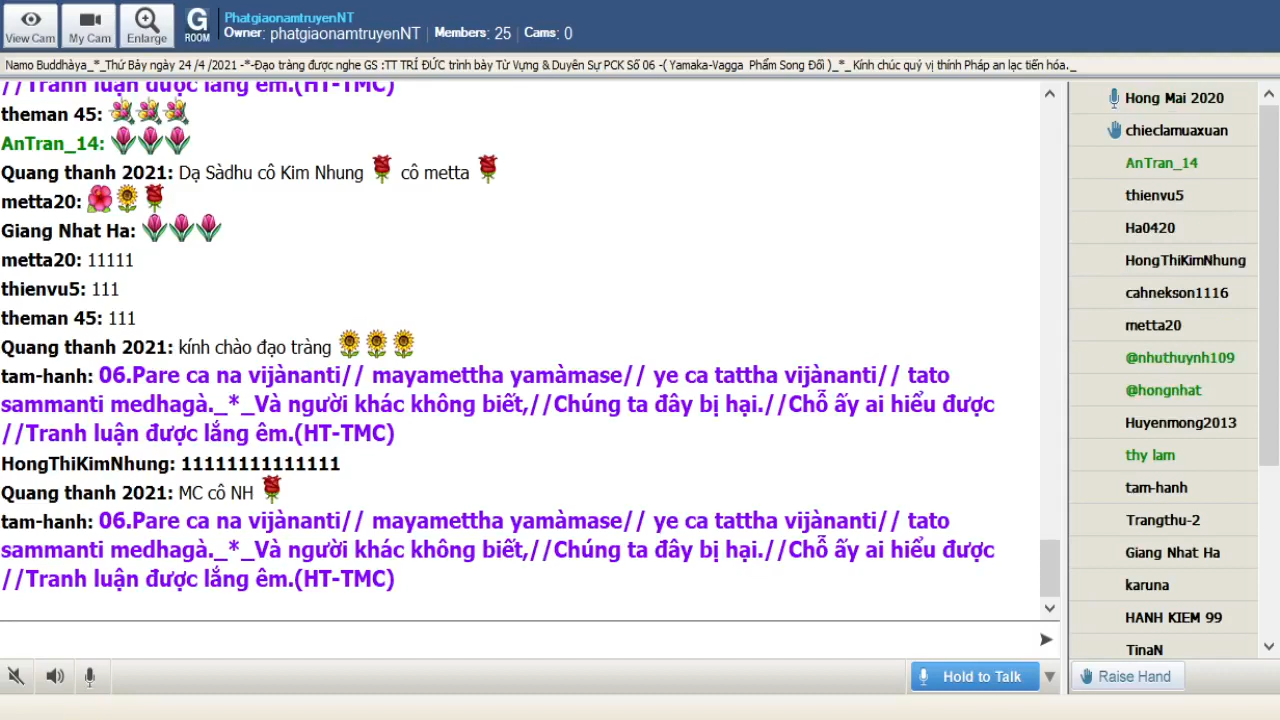 View Cam
My Cam
Enlarge
G
ROOM
PhatgiaonamtruyenNT
Owner: phatgiaonamtruyenNT | Members: 25 | Cams: 0
Namo Buddhàya_*_Thứ Bảy ngày 24 /4 /2021 -*-Đạo tràng được nghe GS :TT TRÍ ĐỨC trình bày Từ Vựng & Duyên Sự PCK Số 06 -( Yamaka-Vagga Phẩm Song Đối )_*_ Kính chúc quý vị thính Pháp an lạc tiến hóa._
//Tranh luận được lắng êm.(HT-TMC)
theman 45:
AnTran_14:
Quang thanh 2021: Dạ Sàdhu cô Kim Nhung cô metta
metta20:
Giang Nhat Ha:
metta20: 11111
thienvu5: 111
theman 45: 111
Quang thanh 2021: kính chào đạo tràng
tam-hanh: 06.Pare ca na vijànanti// mayamettha yamàmase// ye ca tattha vijànanti// tato
sammanti medhagà._*_Và người khác không biết,//Chúng ta đây bị hại.//Chỗ ấy ai hiểu được
//Tranh luận được lắng êm.(HT-TMC)
HongThiKimNhung: 11111111111111
Quang thanh 2021: MC cô NH
tam-hanh: 06.Pare ca na vijànanti// mayamettha yamàmase// ye ca tattha vijànanti// tato
sammanti medhagà._*_Và người khác không biết,//Chúng ta đây bị hại.//Chỗ ấy ai hiểu được
//Tranh luận được lắng êm.(HT-TMC)
Hold to Talk
Hong Mai 2020
chieclamuaxuan
AnTran_14
thienvu5
Ha0420
HongThiKimNhung
cahnekson1116
metta20
@nhuthuynh109
@hongnhat
Huyenmong2013
thy lam
tam-hanh
Trangthu-2
Giang Nhat Ha
karuna
HANH KIEM 99
TinaN
Raise Hand